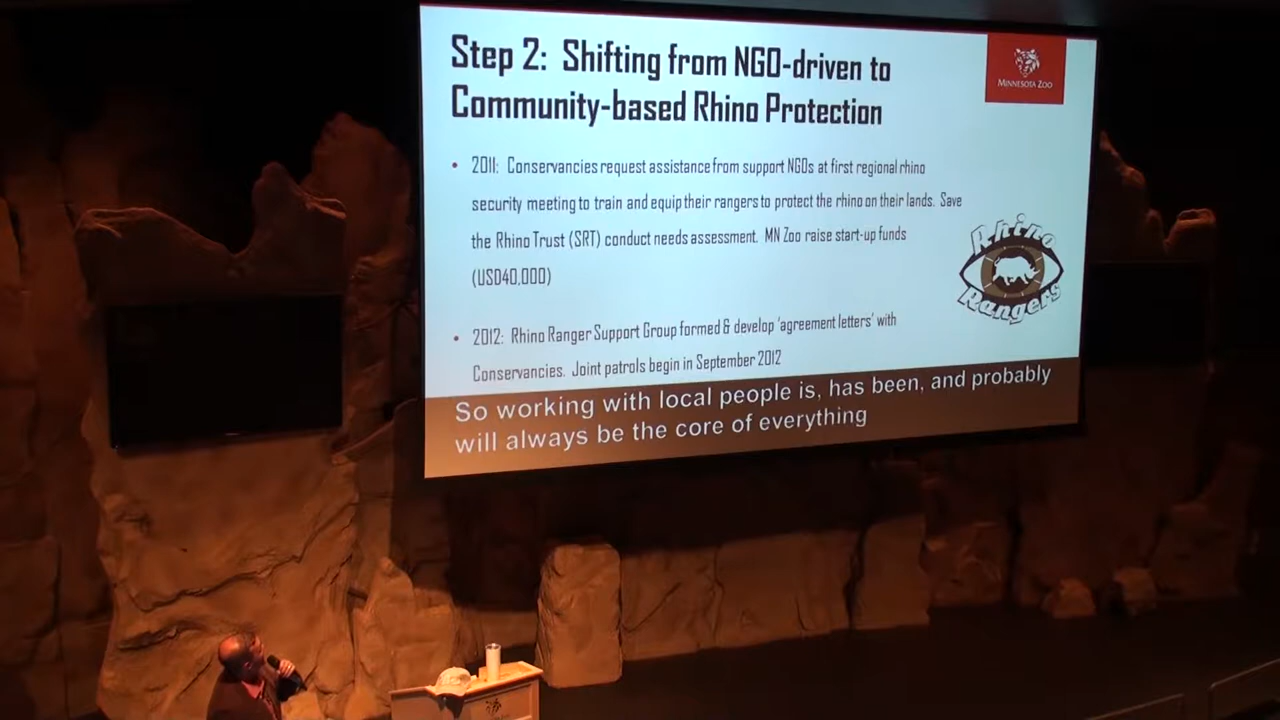 Step 2: Shifting from NGO-driven to
Community-based Rhino Protection
MINNESOTA ZOO
• 2011: Conservancies request assistance from support NGOs at first regional rhino
security meeting to train and equip their rangers to protect the rhino on their lands. Save
the Rhino Trust (SRT) conduct needs assessment. MN Zoo raise start-up funds
(USD40,000)
Rhino
Rangers
• 2012: Rhino Ranger Support Group formed & develop 'agreement letters' with
Conservancies. Joint patrols begin in September 2012
So working with local people is, has been, and probably
will always be the core of everything